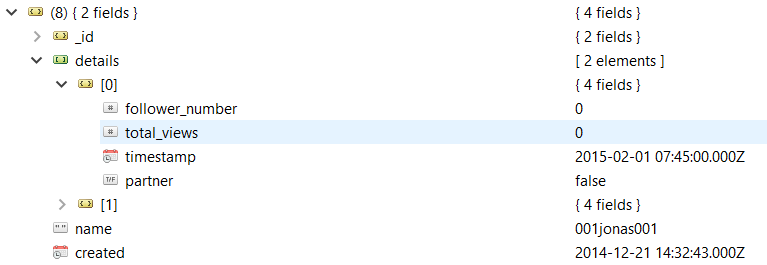 (8) { 2 fields } { 4 fields }
_id { 2 fields }
details [ 2 elements ]
[0] { 4 fields }
follower_number 0
total_views 0
timestamp 2015-02-01 07:45:00.000Z
T/F partner false
[1] { 4 fields }
name 001jonas001
created 2014-12-21 14:32:43.000Z